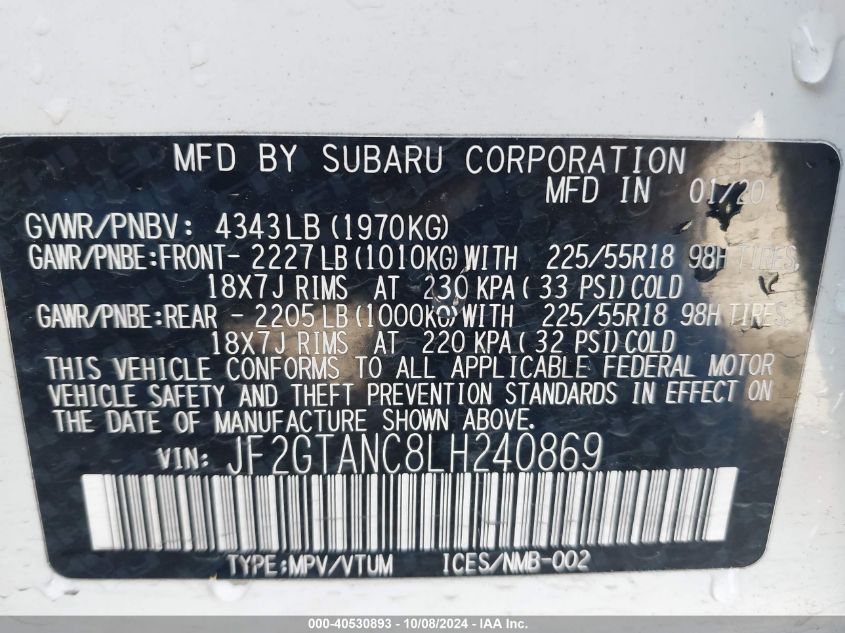 MFD BY SUBARU CORPORATION
MFD IN 01/20
GVWR/PNBV: 4343LB (1970KG)
GAWR/PNBE:FRONT- 2227LB (1010KG) WITH 225/55R18 98H TIRES
18X7J RIMS AT 230 KPA ( 33 PSI) COLD
GAWR/PNBE:REAR - 2205LB (1000KG) WITH 225/55R18 98H TIRES
18X7J RIMS AT 220 KPA ( 32 PSI) COLD
THIS VEHICLE CONFORMS TO ALL APPLICABLE FEDERAL MOTOR
VEHICLE SAFETY AND THEFT PREVENTION STANDARDS IN EFFECT ON
THE DATE OF MANUFACTURE SHOWN ABOVE.
VIN: JF2GTANC8LH240869
TYPE:MPV/VTUM ICES/NMB-002
000-40530893 - 10/08/2024 - IAA Inc.